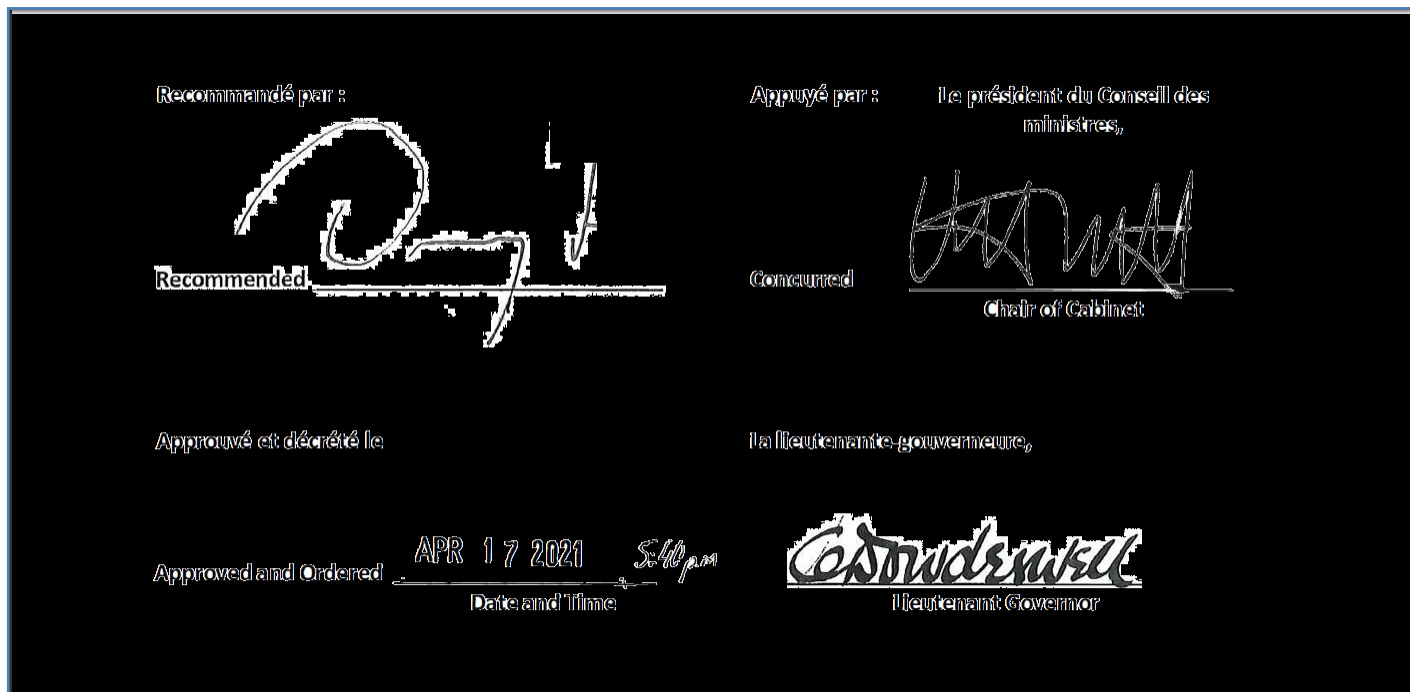 Recommandé par :
Appuyé par : Le président du Conseil des
ministres,
Recommended
Concurred
Chair of Cabinet
Approuvé et décrété le
La lieutenante-gouverneure,
Approved and Ordered APR 17 2021 5:40 p.m
Date and Time
EDowdeswell
Lieutenant Governor